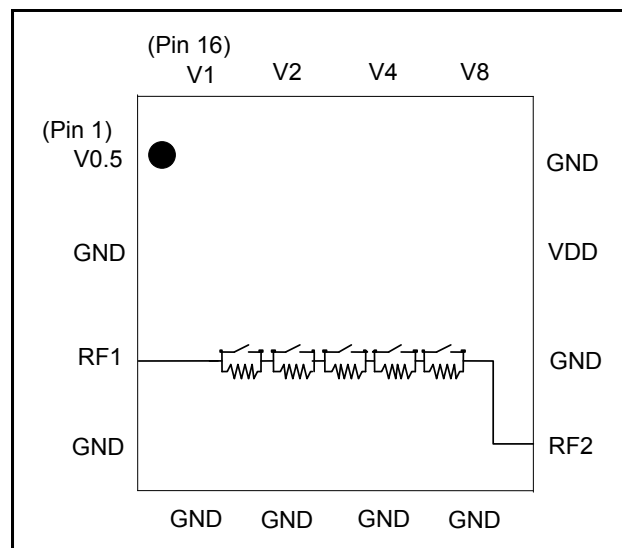 (Pin 16)
V1 V2 V4 V8
(Pin 1)
V0.5 GND
GND VDD
RF1 GND
GND RF2
GND GND GND GND